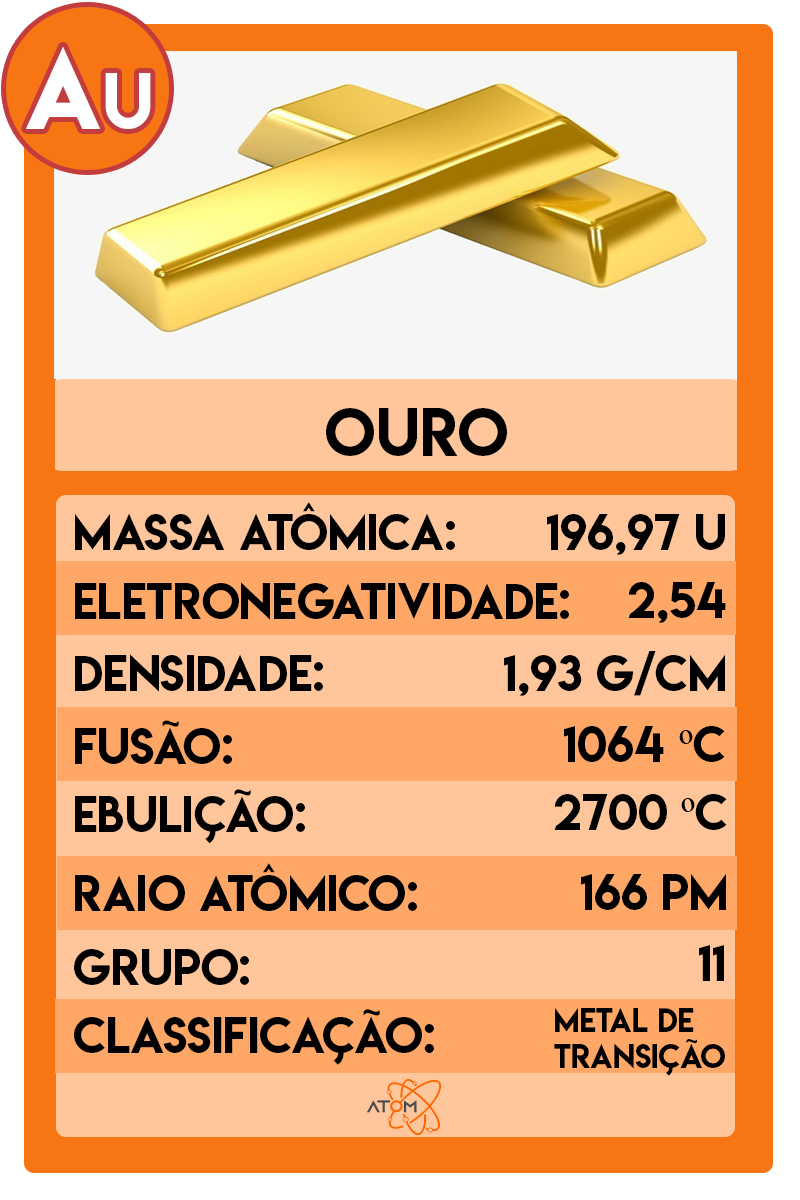 Au
OURO
MASSA ATÔMICA: 196,97 U
ELETRONEGATIVIDADE: 2,54
DENSIDADE: 1,93 G/CM
FUSÃO: 1064 ºC
EBULIÇÃO: 2700 ºC
RAIO ATÔMICO: 166 PM
GRUPO: 11
CLASSIFICAÇÃO: METAL DE
TRANSIÇÃO
ATOM